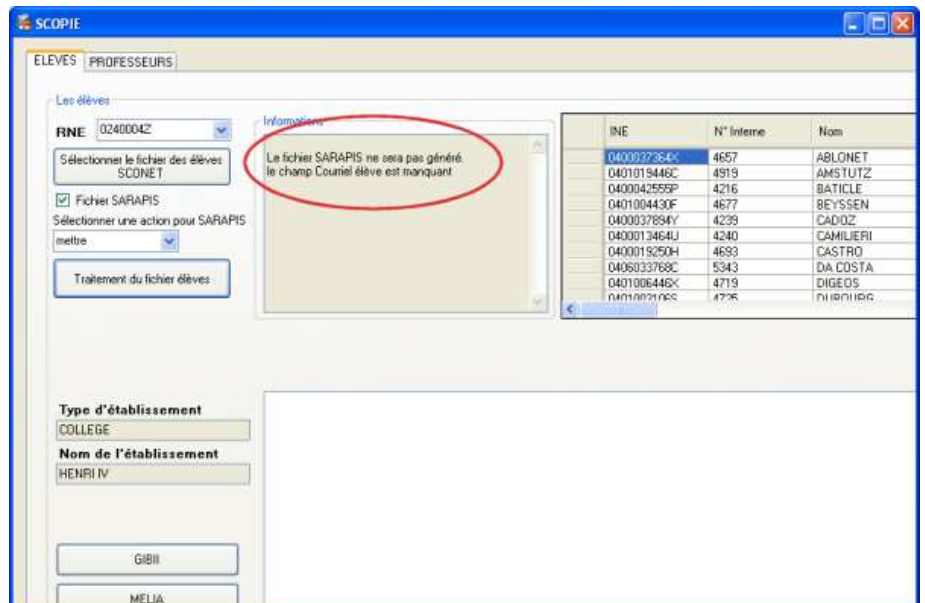 SCOPIE
ELEVES PROFESSEURS
Les élèves
RNE 0240004Z
Sélectionner le fichier des élèves
SCONET
Fichier SARAPIS
Sélectionner une action pour SARAPIS
mettre
Traitement du fichier élèves
Informations
Le fichier SARAPIS ne sera pas généré.
le champ Courriel élève est manquant
INE N° Interne Nom
0400037364X 4657 ABLONET
0401019446C 4919 AMSTUTZ
0400042555P 4216 BATICLE
0401004430F 4677 BEYSSEN
0400037894Y 4239 CADOZ
0400013464U 4240 CAMILIERI
0400019250H 4693 CASTRO
0406033768C 5343 DA COSTA
0401006446X 4719 DIGEOS
0401002106S 4725 DUBOURG
Type d'établissement
COLLEGE
Nom de l'établissement
HENRI IV
GIBII
MELIA